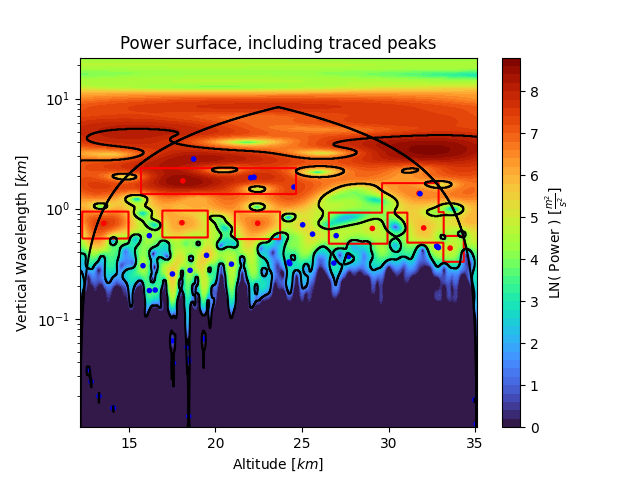 Power surface, including traced peaks
Vertical Wavelength [km]
10¹
10⁰
10⁻¹
15 20 25 30 35
Altitude [km]
8
7
6
5
4
3
2
1
0
LN( Power ) [m²/s²]